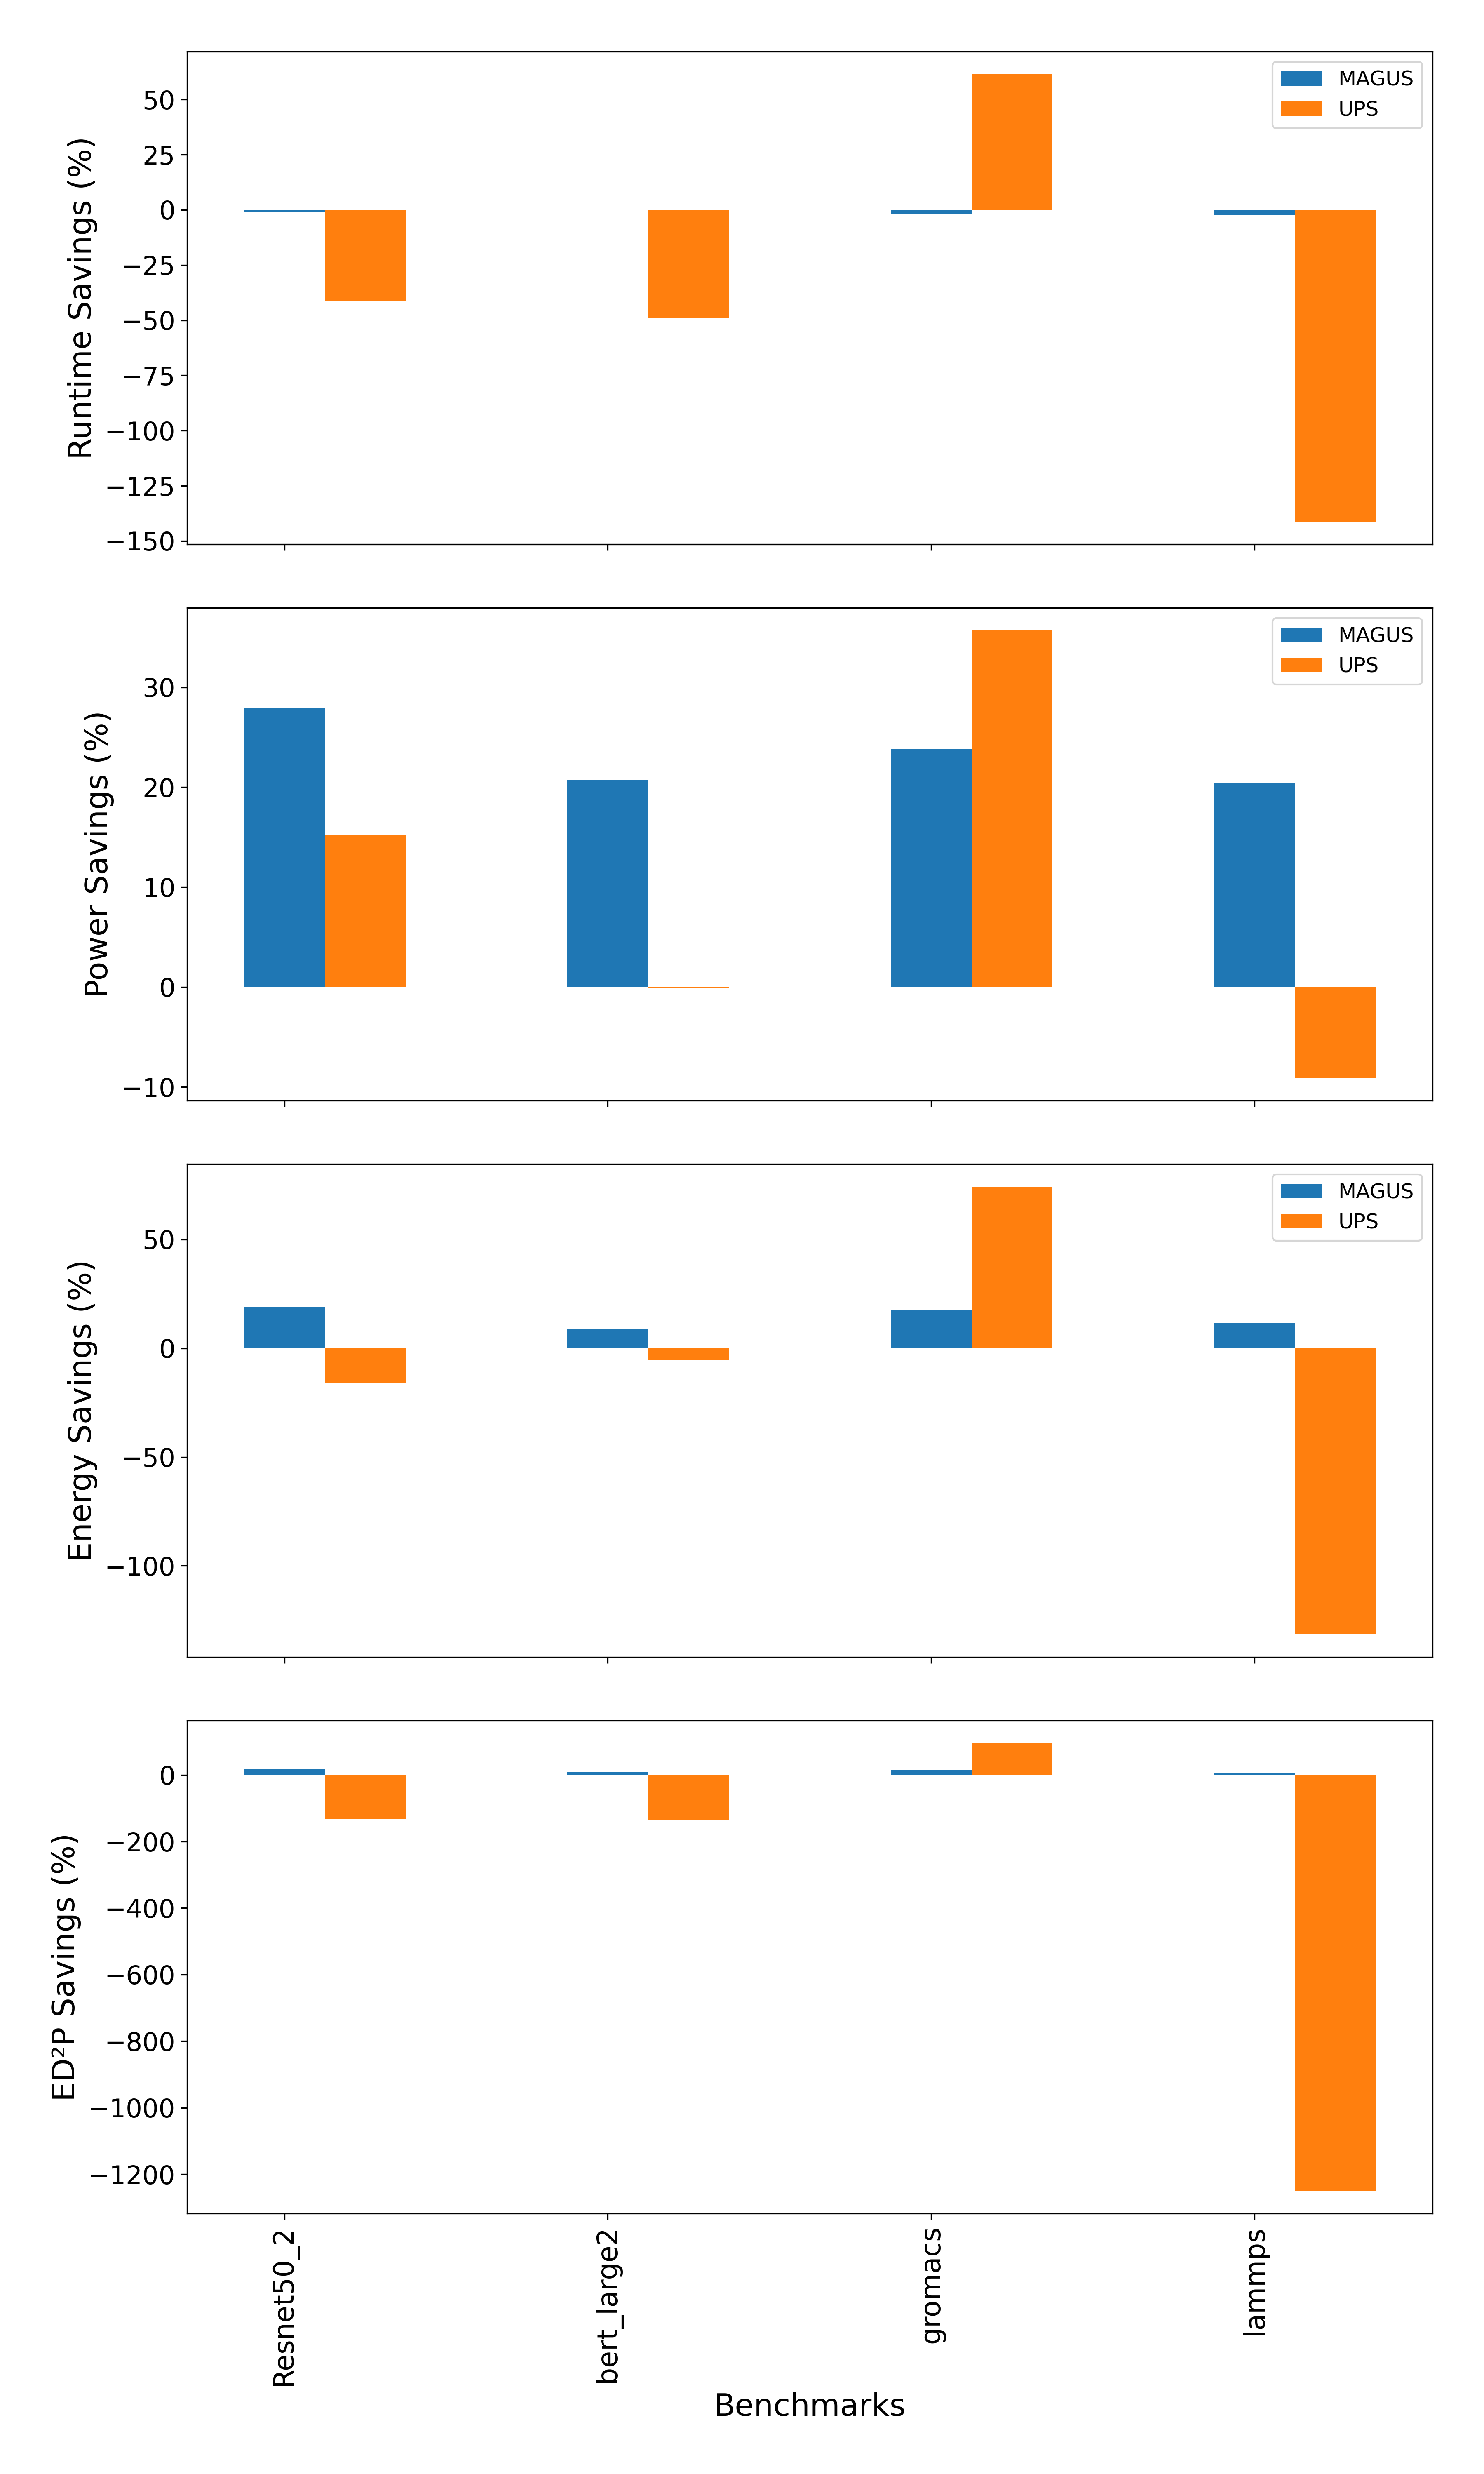 Runtime Savings (%)
50
25
0
−25
−50
−75
−100
−125
−150
MAGUS
UPS
Power Savings (%)
30
20
10
0
−10
MAGUS
UPS
Energy Savings (%)
50
0
−50
−100
MAGUS
UPS
ED²P Savings (%)
0
−200
−400
−600
−800
−1000
−1200
Resnet50_2
bert_large2
gromacs
lammps
Benchmarks